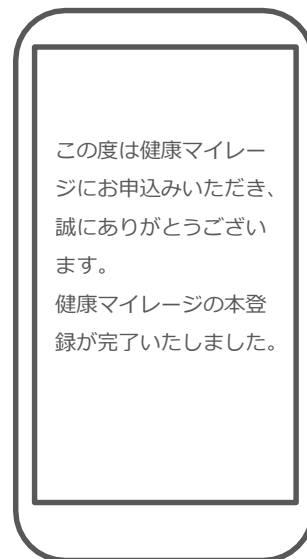 この度は健康マイレー
ジにお申込みいただき、
誠にありがとうござい
ます。
健康マイレージの本登
録が完了いたしました。